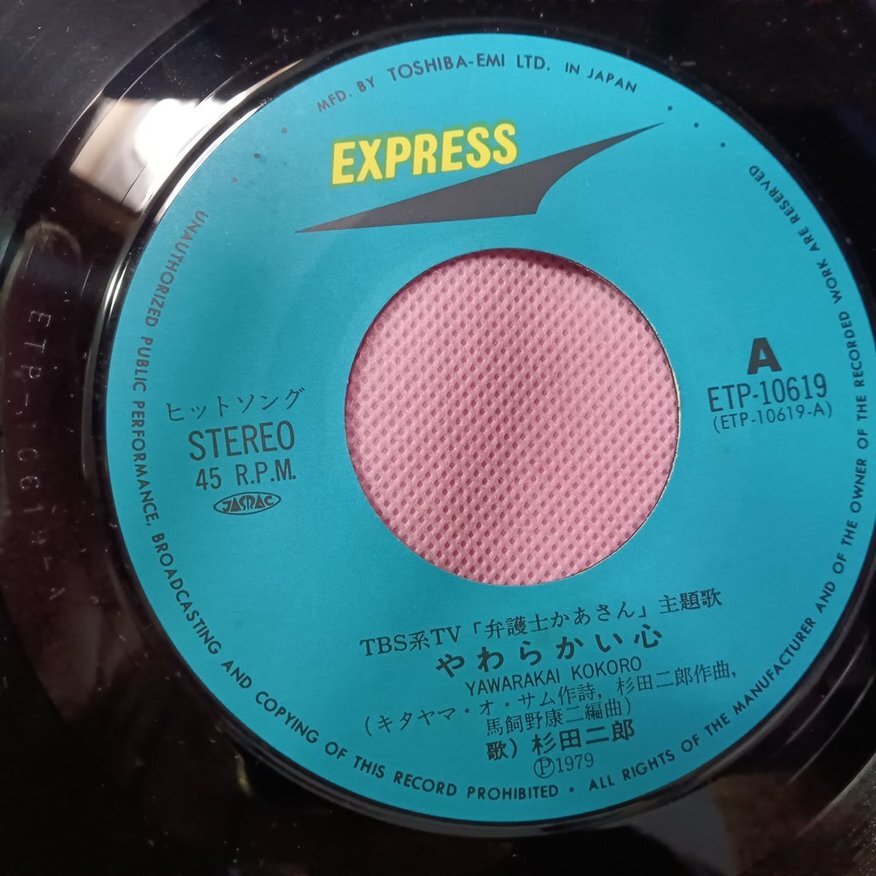 MFD. BY TOSHIBA-EMI LTD. IN JAPAN
EXPRESS
A
ETP-10619
(ETP-10619-A)
ヒットソング
STEREO
45 R.P.M.
JASRAC
TBS系TV「弁護士かあさん」主題歌
やわらかい心
YAWARAKAI KOKORO
(キタヤマ・オ・サム作詩, 杉田二郎作曲,
馬飼野康二編曲)
歌) 杉田二郎
Ⓟ1979
UNAUTHORIZED PUBLIC PERFORMANCE, BROADCASTING AND COPYING OF THIS RECORD PROHIBITED • ALL RIGHTS OF THE MANUFACTURER AND OF THE OWNER OF THE RECORDED WORK ARE RESERVED
ETP-10619-A